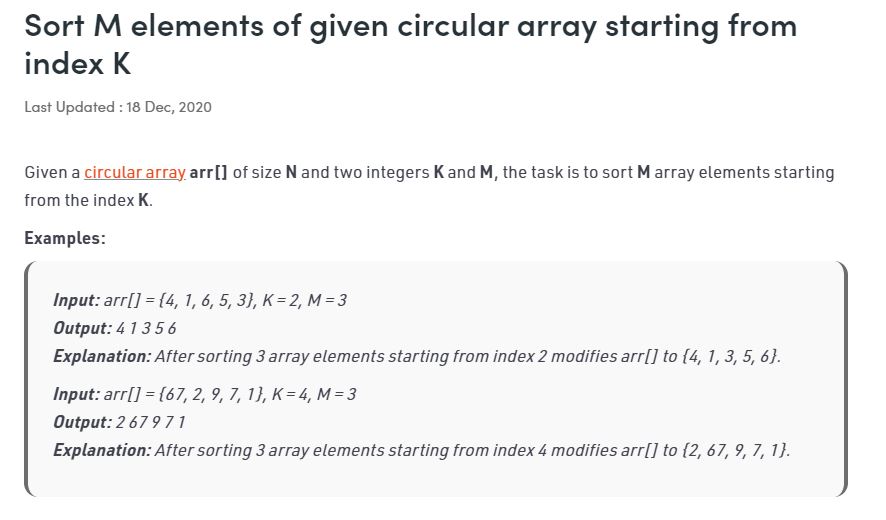 Sort M elements of given circular array starting from
index K
Last Updated : 18 Dec, 2020
Given a circular array arr[] of size N and two integers K and M, the task is to sort M array elements starting
from the index K.
Examples:
Input: arr[] = {4, 1, 6, 5, 3}, K = 2, M = 3
Output: 4 1 3 5 6
Explanation: After sorting 3 array elements starting from index 2 modifies arr[] to {4, 1, 3, 5, 6}.
Input: arr[] = {67, 2, 9, 7, 1}, K = 4, M = 3
Output: 2 67 9 7 1
Explanation: After sorting 3 array elements starting from index 4 modifies arr[] to {2, 67, 9, 7, 1}.